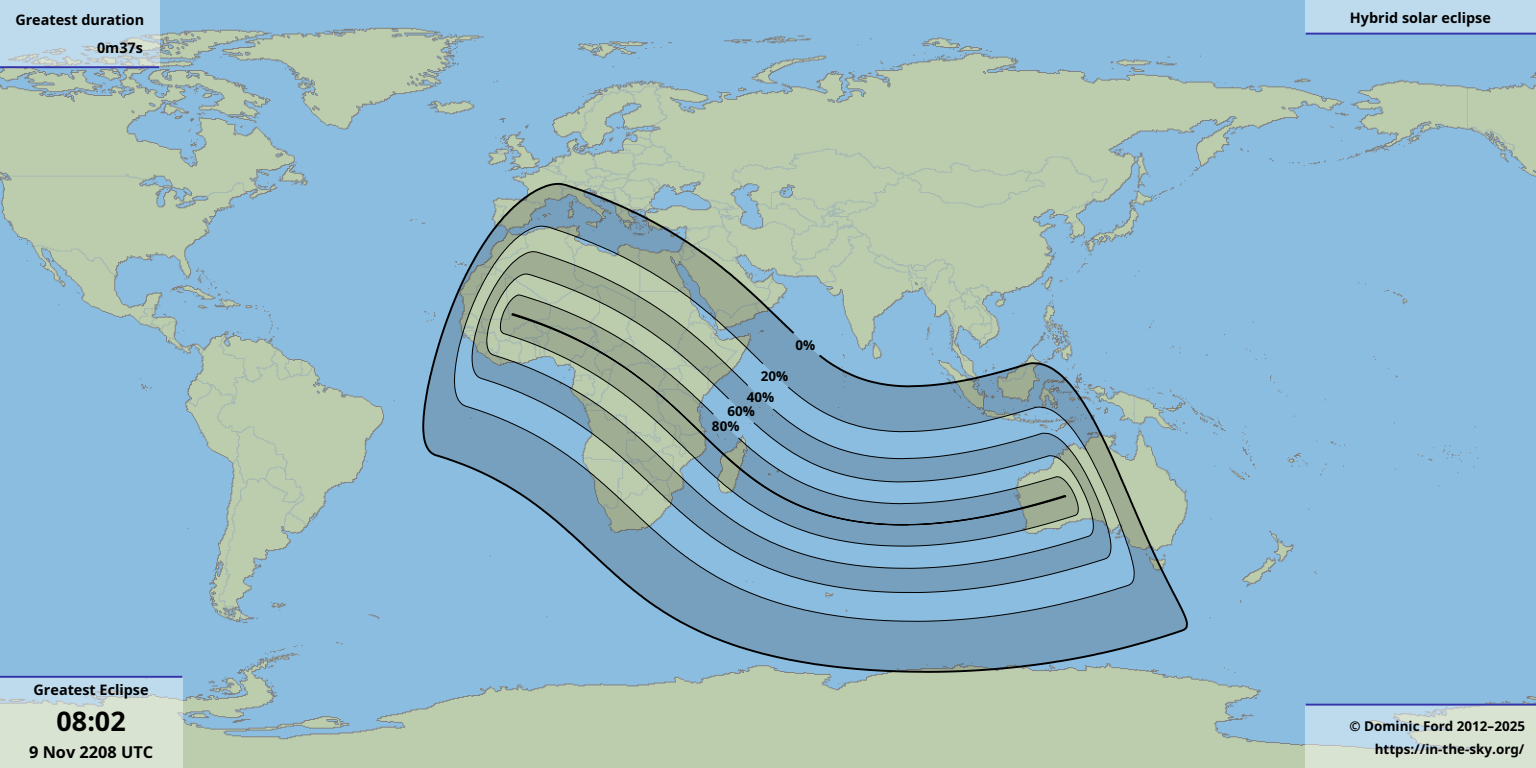 Greatest duration
0m37s
Hybrid solar eclipse
0%
20%
40%
60%
80%
Greatest Eclipse
08:02
9 Nov 2208 UTC
© Dominic Ford 2012–2025
https://in-the-sky.org/